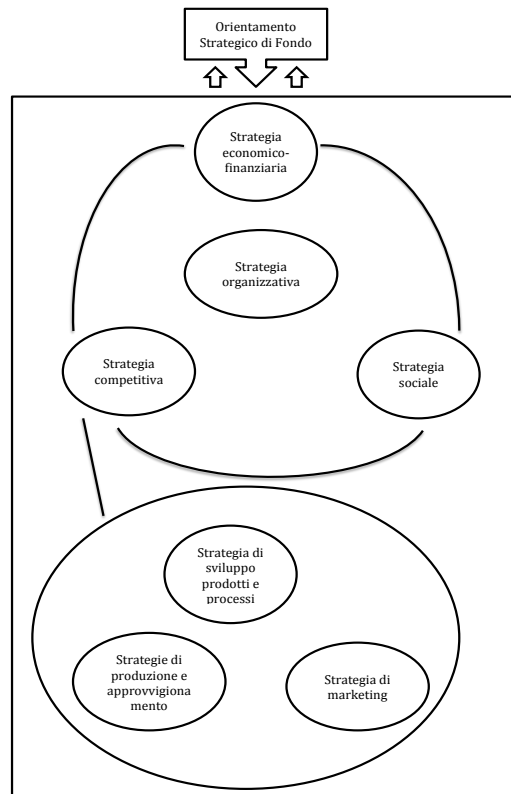 Orientamento
Strategico di Fondo
Strategia
economico-
finanziaria
Strategia
organizzativa
Strategia
competitiva
Strategia
sociale
Strategia di
sviluppo
prodotti e
processi
Strategie di
produzione e
approvvigiona
mento
Strategia di
marketing